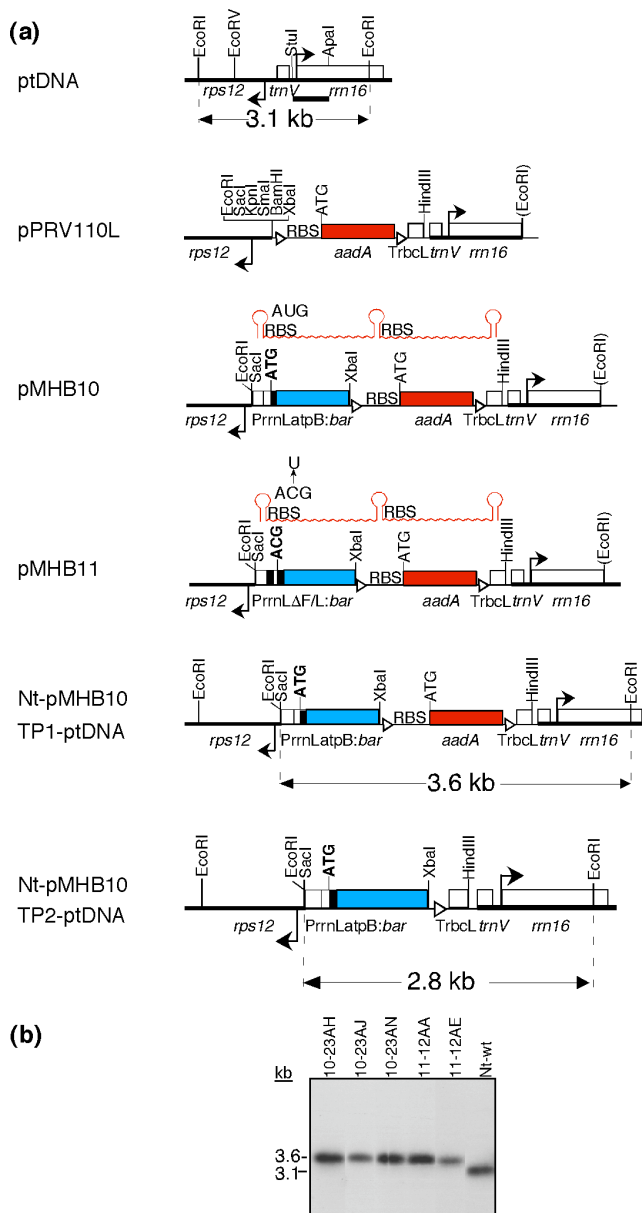 (a)
EcoRI EcoRV StuI ApaI EcoRI
ptDNA
rps12 trnV rrn16
3.1 kb
EcoRI SacI KpnI SmaI BamHI XbaI ATG HindIII (EcoRI)
pPRV110L
RBS
rps12 aadA TrbcL trnV rrn16
AUG
RBS RBS
EcoRI SacI ATG XbaI ATG HindIII (EcoRI)
pMHB10
RBS
rps12 PrrnLatpB:bar aadA TrbcL trnV rrn16
U
ACG
RBS RBS
EcoRI SacI ACG XbaI ATG HindIII (EcoRI)
pMHB11
RBS
rps12 PrrnLΔF/L:bar aadA TrbcL trnV rrn16
EcoRI EcoRI SacI ATG XbaI ATG HindIII EcoRI
Nt-pMHB10
TP1-ptDNA
RBS
rps12 PrrnLatpB:bar aadA TrbcL trnV rrn16
3.6 kb
EcoRI EcoRI SacI ATG XbaI HindIII EcoRI
Nt-pMHB10
TP2-ptDNA
rps12 PrrnLatpB:bar TrbcL trnV rrn16
2.8 kb
(b)
kb 10-23AH 10-23AJ 10-23AN 11-12AA 11-12AE Nt-wt
3.6-
3.1-